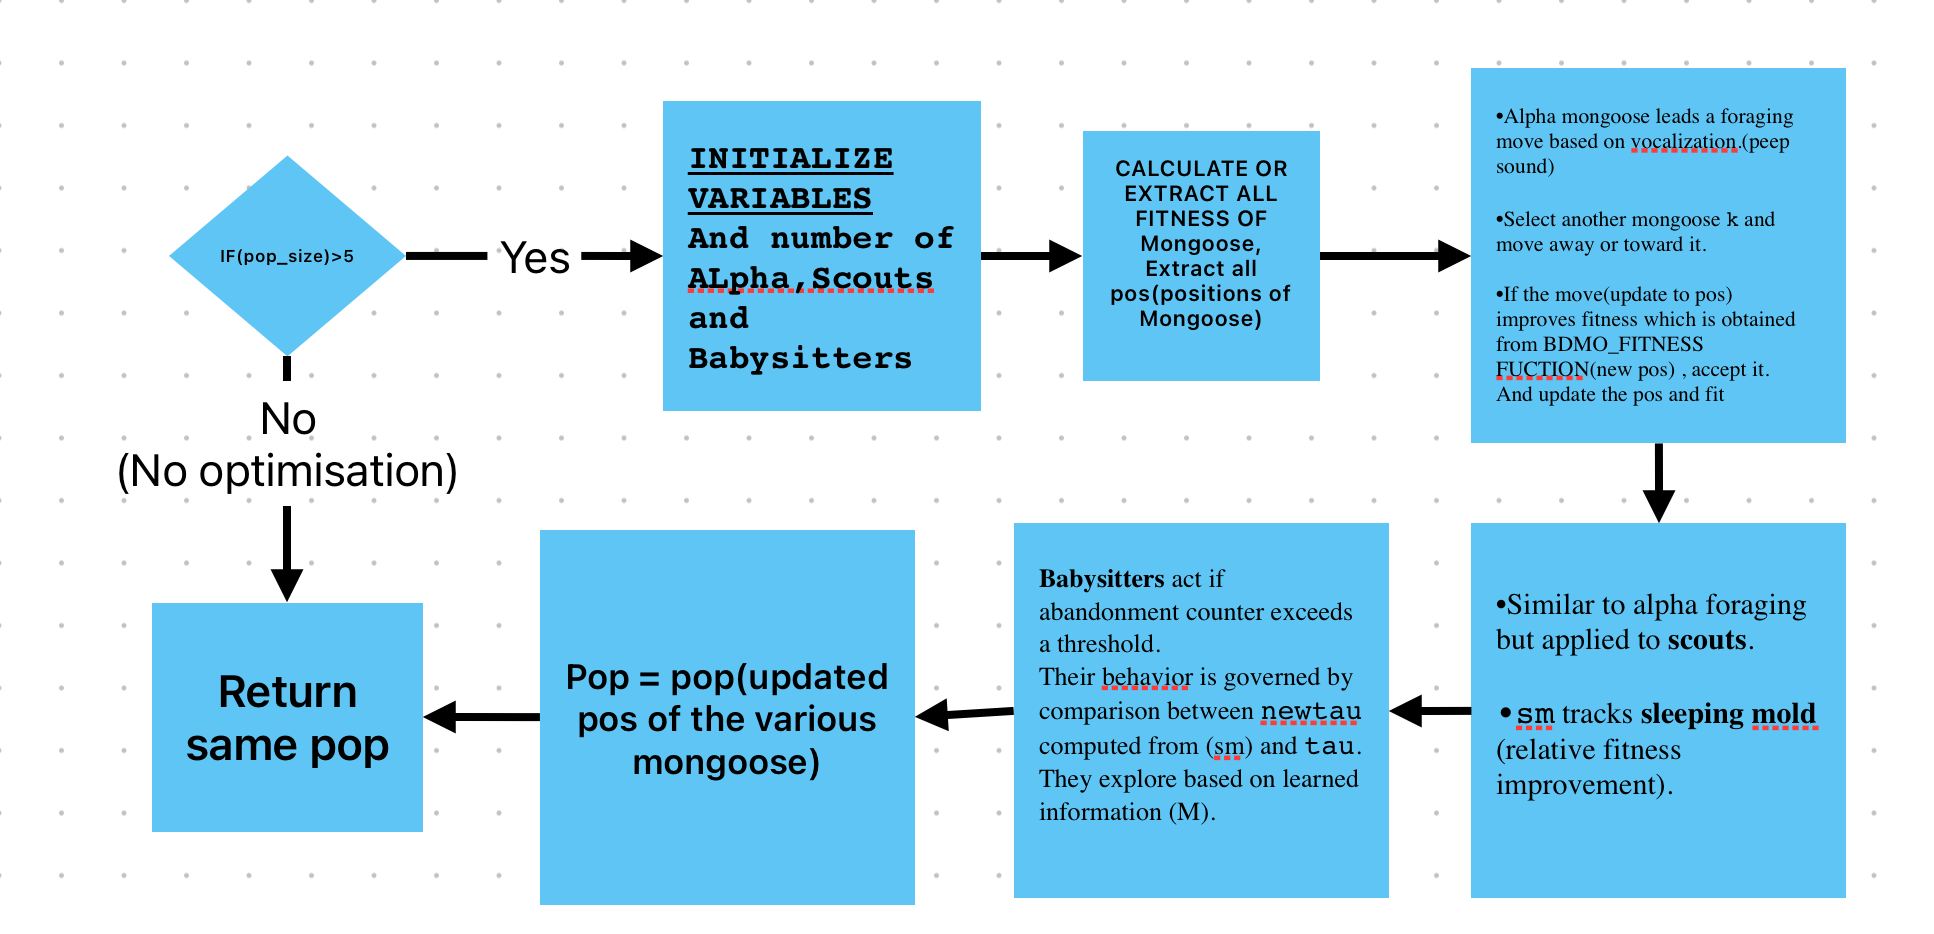 IF(pop_size)>5
Yes
INITIALIZE
VARIABLES
And number of
ALpha,Scouts
and
Babysitters
CALCULATE OR
EXTRACT ALL
FITNESS OF
Mongoose,
Extract all
pos(positions of
Mongoose)
•Alpha mongoose leads a foraging
move based on vocalization.(peep
sound)
•Select another mongoose k and
move away or toward it.
•If the move(update to pos)
improves fitness which is obtained
from BDMO_FITNESS
FUCTION(new pos) , accept it.
And update the pos and fit
No
(No optimisation)
Return
same pop
Pop = pop(updated
pos of the various
mongoose)
Babysitters act if
abandonment counter exceeds
a threshold.
Their behavior is governed by
comparison between newtau
computed from (sm) and tau.
They explore based on learned
information (M).
•Similar to alpha foraging
but applied to scouts.
•sm tracks sleeping mold
(relative fitness
improvement).